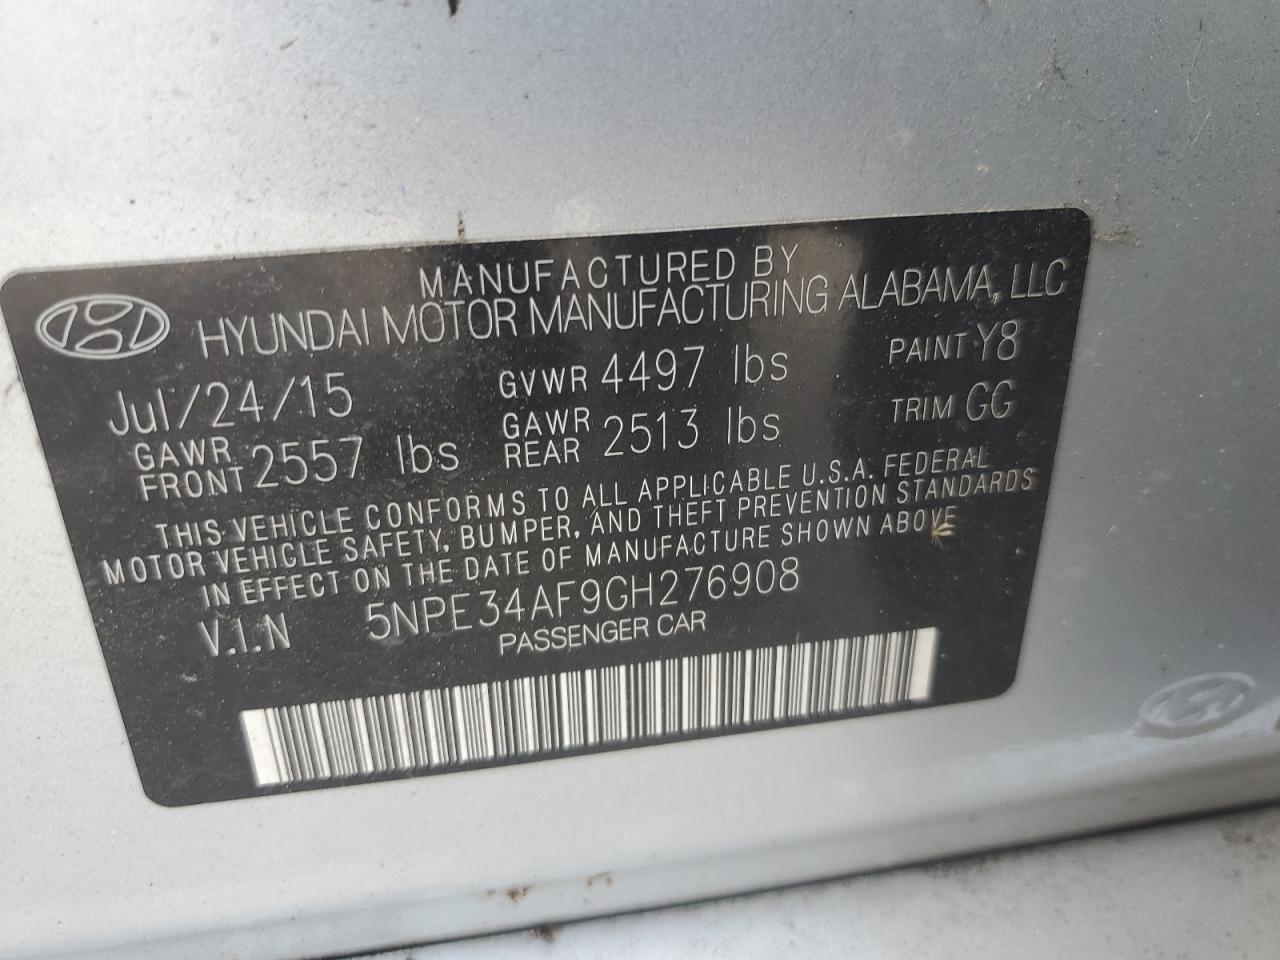 MANUFACTURED BY
HYUNDAI MOTOR MANUFACTURING ALABAMA, LLC
Jul/24/15 GVWR 4497 lbs PAINT Y8
GAWR FRONT 2557 lbs GAWR REAR 2513 lbs TRIM GG
THIS VEHICLE CONFORMS TO ALL APPLICABLE U.S.A. FEDERAL
MOTOR VEHICLE SAFETY, BUMPER, AND THEFT PREVENTION STANDARDS
IN EFFECT ON THE DATE OF MANUFACTURE SHOWN ABOVE
V.I.N 5NPE34AF9GH276908
PASSENGER CAR